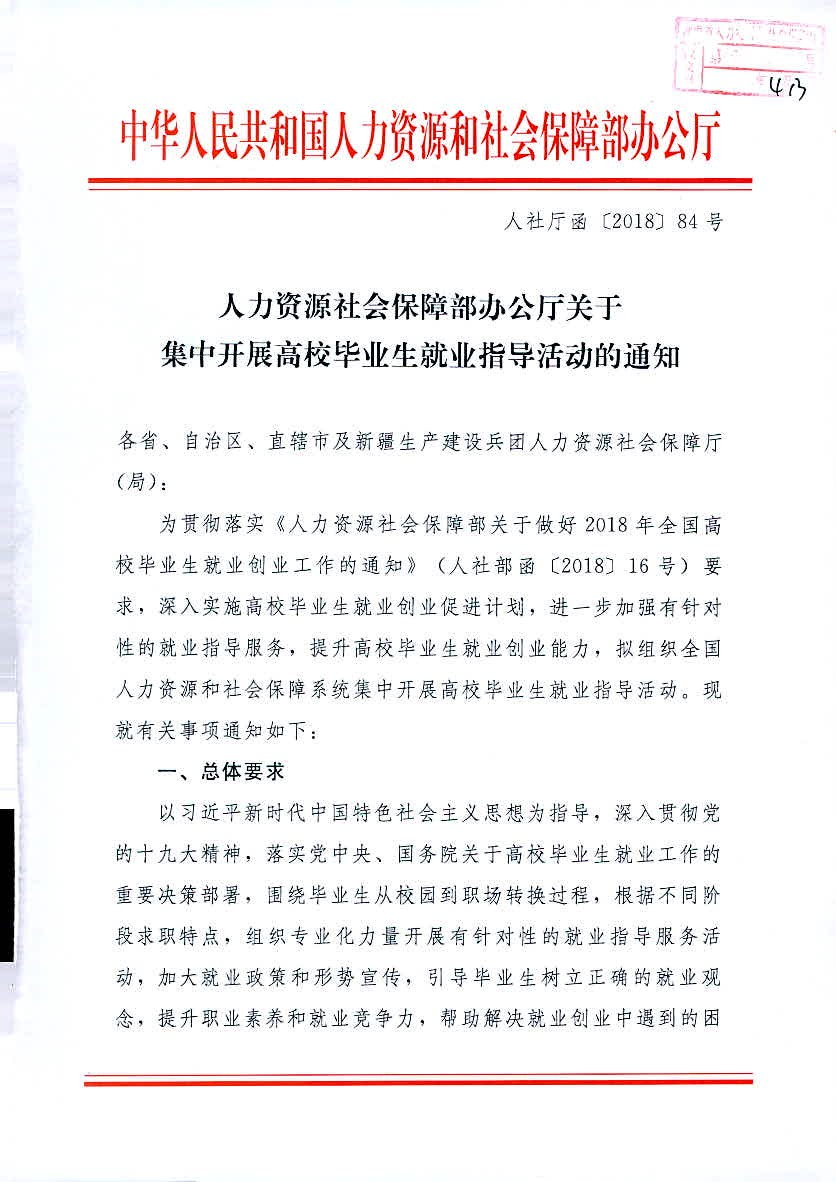 413
中华人民共和国人力资源和社会保障部办公厅
人社厅函〔2018〕84号
人力资源社会保障部办公厅关于
集中开展高校毕业生就业指导活动的通知
各省、自治区、直辖市及新疆生产建设兵团人力资源社会保障厅
（局）：
为贯彻落实《人力资源社会保障部关于做好2018年全国高
校毕业生就业创业工作的通知》（人社部函〔2018〕16号）要
求，深入实施高校毕业生就业创业促进计划，进一步加强有针对
性的就业指导服务，提升高校毕业生就业创业能力，拟组织全国
人力资源和社会保障系统集中开展高校毕业生就业指导活动。现
就有关事项通知如下：
一、总体要求
以习近平新时代中国特色社会主义思想为指导，深入贯彻党
的十九大精神，落实党中央、国务院关于高校毕业生就业工作的
重要决策部署，围绕毕业生从校园到职场转换过程，根据不同阶
段求职特点，组织专业化力量开展有针对性的就业指导服务活
动，加大就业政策和形势宣传，引导毕业生树立正确的就业观
念，提升职业素养和就业竞争力，帮助解决就业创业中遇到的困